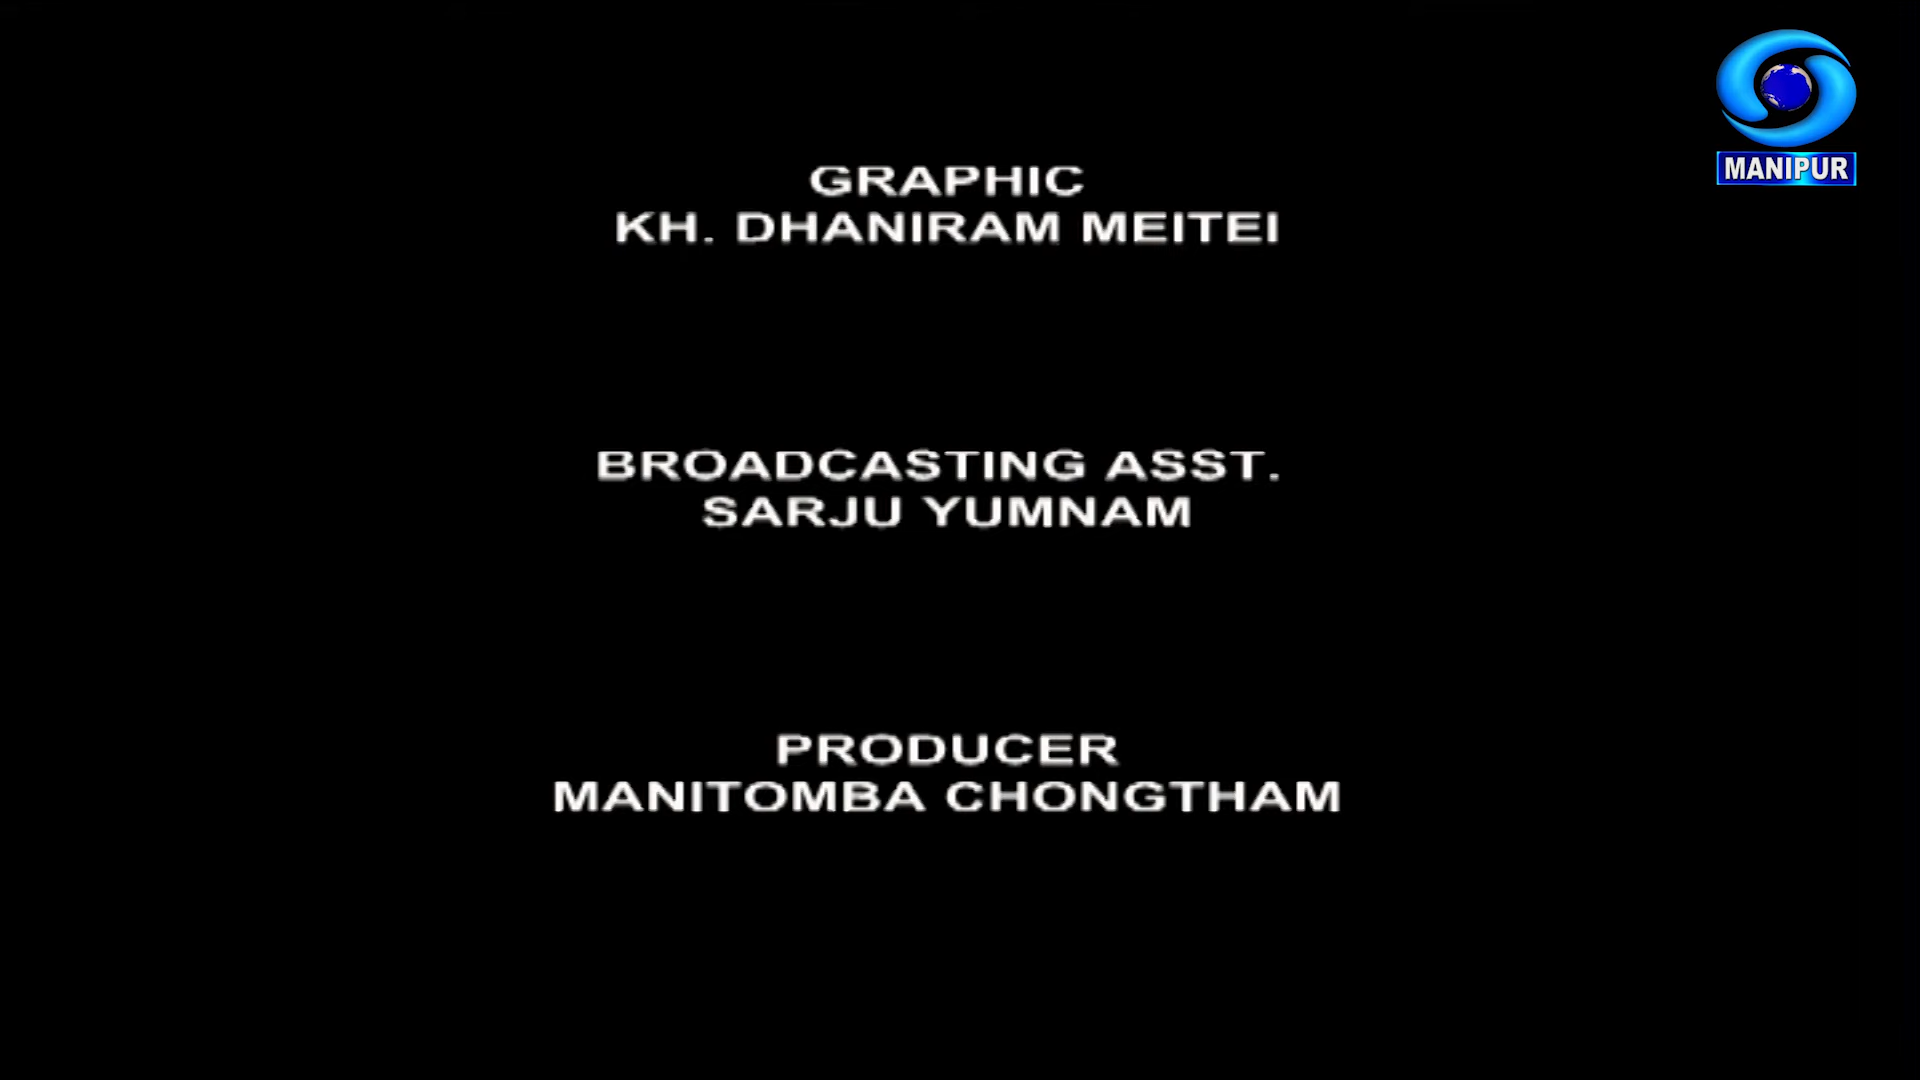 MANIPUR
GRAPHIC
KH. DHANIRAM MEITEI
BROADCASTING ASST.
SARJU YUMNAM
PRODUCER
MANITOMBA CHONGTHAM